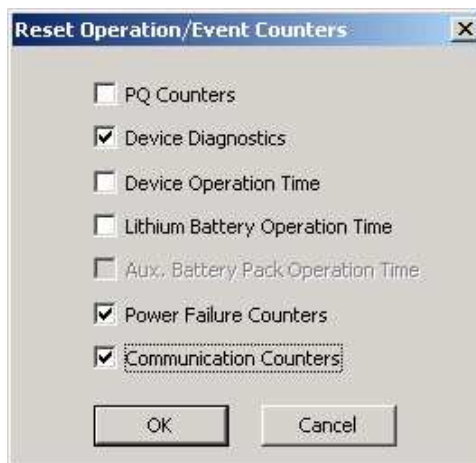 Reset Operation/Event Counters
PQ Counters
Device Diagnostics
Device Operation Time
Lithium Battery Operation Time
Aux. Battery Pack Operation Time
Power Failure Counters
Communication Counters
OK Cancel